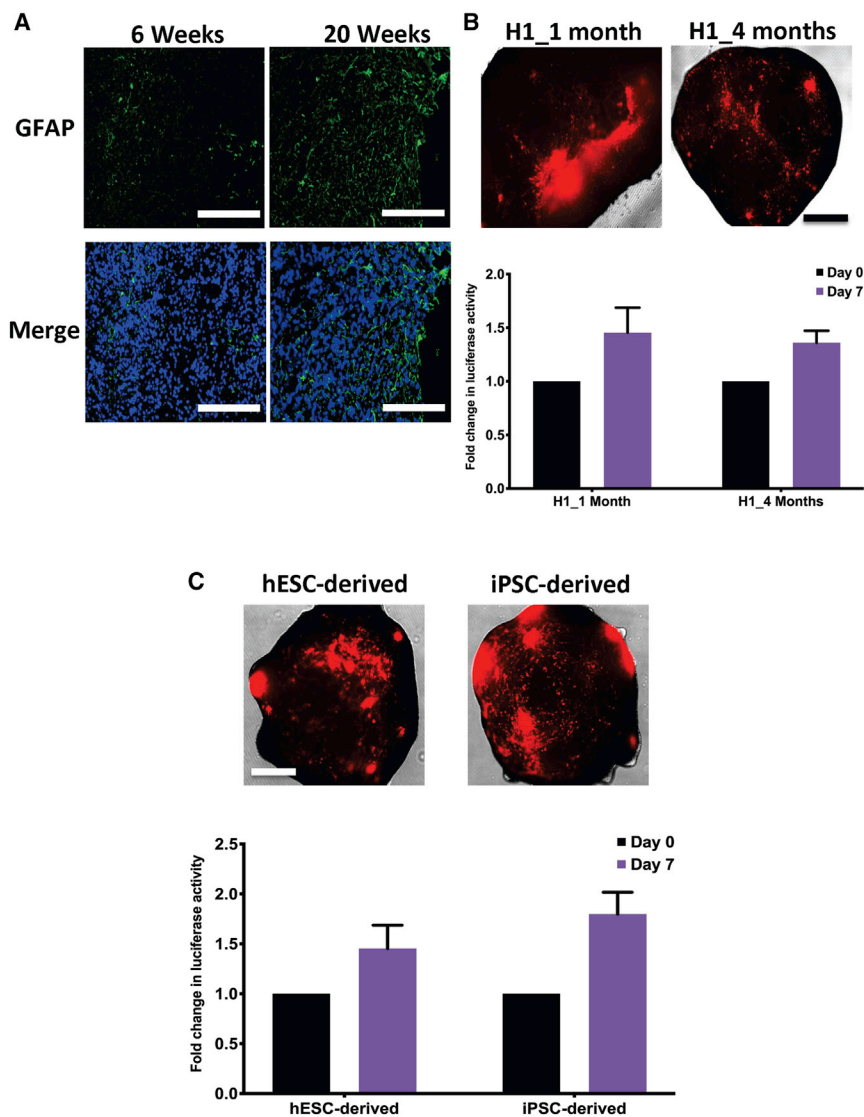 A
6 Weeks 20 Weeks
GFAP
Merge
B
H1_1 month H1_4 months
Day 0
Day 7
Fold change in luciferase activity
2.0
1.5
1.0
0.5
0.0
H1_1 Month H1_4 Months
C
hESC-derived iPSC-derived
Day 0
Day 7
Fold change in luciferase activity
2.5
2.0
1.5
1.0
0.5
0.0
hESC-derived iPSC-derived